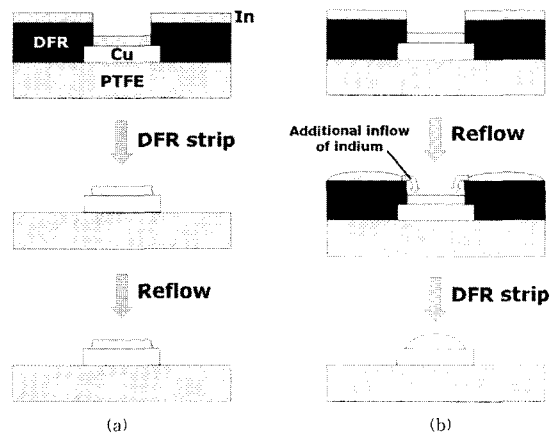 In
DFR
Cu
PTFE
DFR strip
Reflow
(a)
Additional inflow
of indium
Reflow
DFR strip
(b)